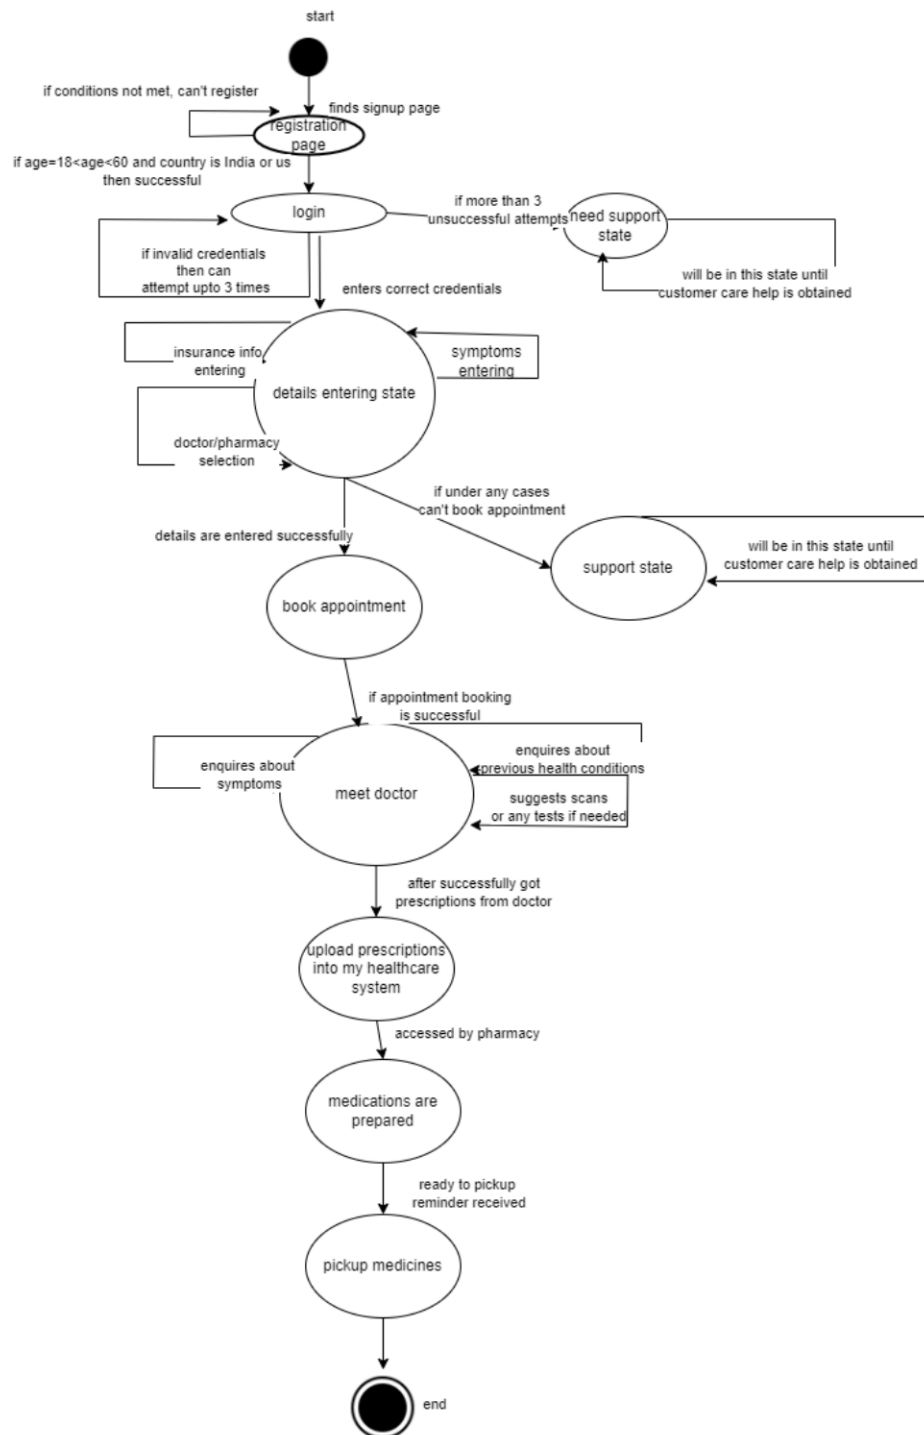 start
if conditions not met, can't register
finds signup page
registration
page
if age=18<age<60 and country is India or us
then successful
login
if more than 3
unsuccessful attempts
need support
state
if invalid credentials
then can
attempt upto 3 times
will be in this state until
customer care help is obtained
enters correct credentials
insurance info
entering
symptoms
entering
details entering state
doctor/pharmacy
selection
if under any cases
can't book appointment
details are entered successfully
will be in this state until
customer care help is obtained
support state
book appointment
if appointment booking
is successful
enquires about
symptoms
enquires about
previous health conditions
meet doctor
suggests scans
or any tests if needed
after successfully got
prescriptions from doctor
upload prescriptions
into my healthcare
system
accessed by pharmacy
medications are
prepared
ready to pickup
reminder received
pickup medicines
end